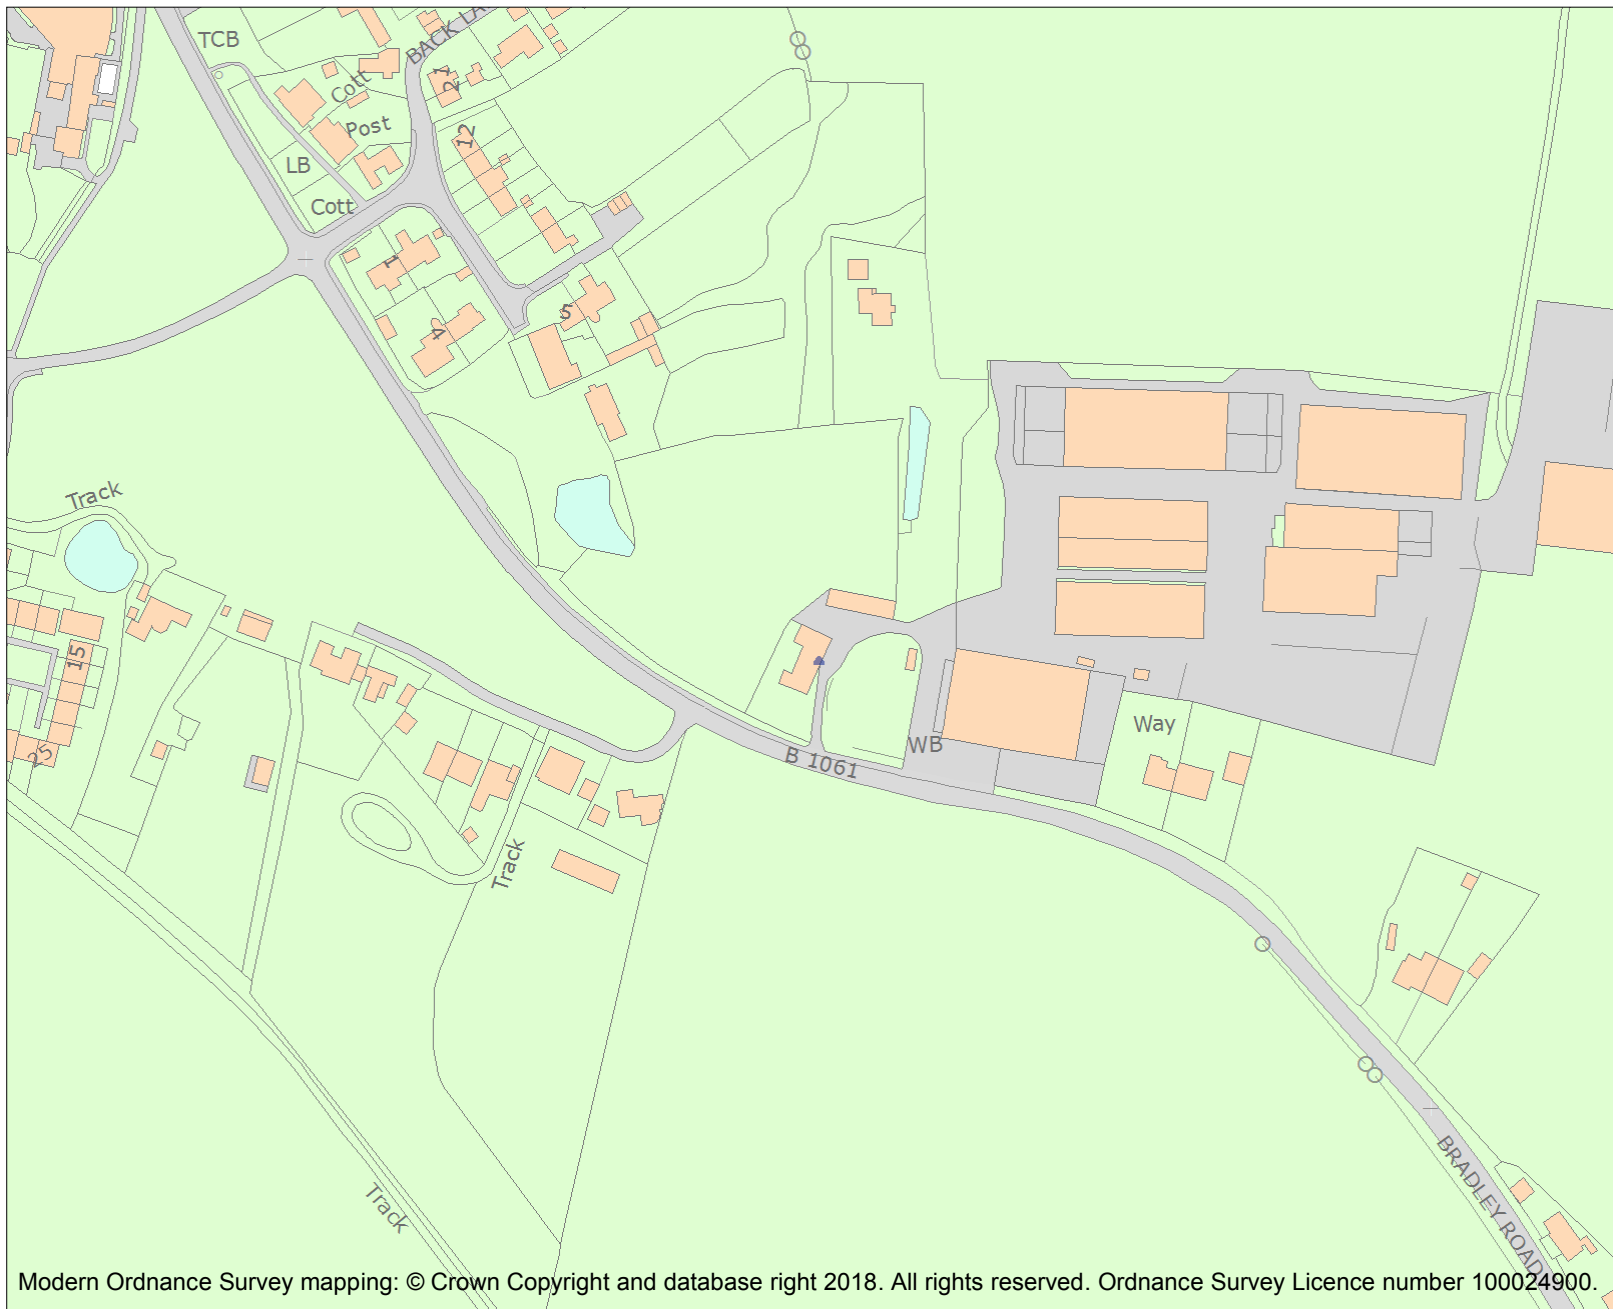 TCB
BACK LA
Cott
21
Post
12
LB
Cott
1
5
4
Track
15
25
Way
WB
B 1061
Track
BRADLEY ROAD
Track
Modern Ordnance Survey mapping: © Crown Copyright and database right 2018. All rights reserved. Ordnance Survey Licence number 100024900.